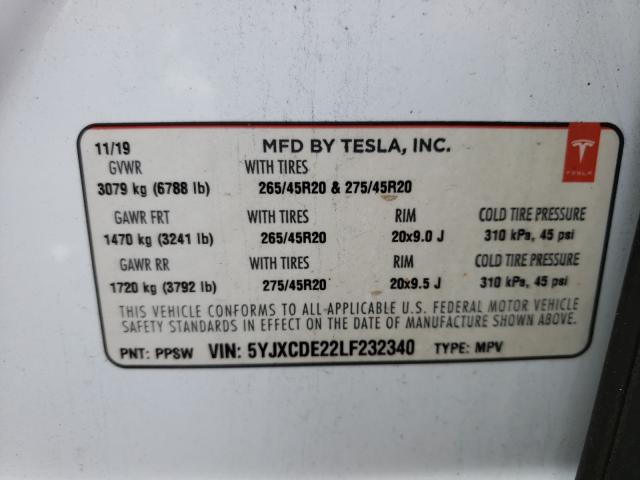 11/19 MFD BY TESLA, INC.
GVWR WITH TIRES
3079 kg (6788 lb) 265/45R20 & 275/45R20
TESLA
GAWR FRT WITH TIRES RIM COLD TIRE PRESSURE
1470 kg (3241 lb) 265/45R20 20x9.0 J 310 kPa, 45 psi
GAWR RR WITH TIRES RIM COLD TIRE PRESSURE
1720 kg (3792 lb) 275/45R20 20x9.5 J 310 kPa, 45 psi
THIS VEHICLE CONFORMS TO ALL APPLICABLE U.S. FEDERAL MOTOR VEHICLE
SAFETY STANDARDS IN EFFECT ON THE DATE OF MANUFACTURE SHOWN ABOVE.
PNT: PPSW VIN: 5YJXCDE22LF232340 TYPE: MPV